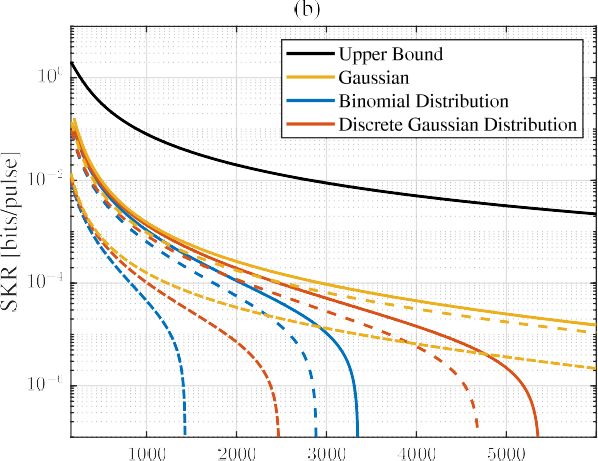 (b)
10⁰
10⁻²
10⁻⁴
10⁻⁶
SKR [bits/pulse]
Upper Bound
Gaussian
Binomial Distribution
Discrete Gaussian Distribution
1000 2000 3000 4000 5000